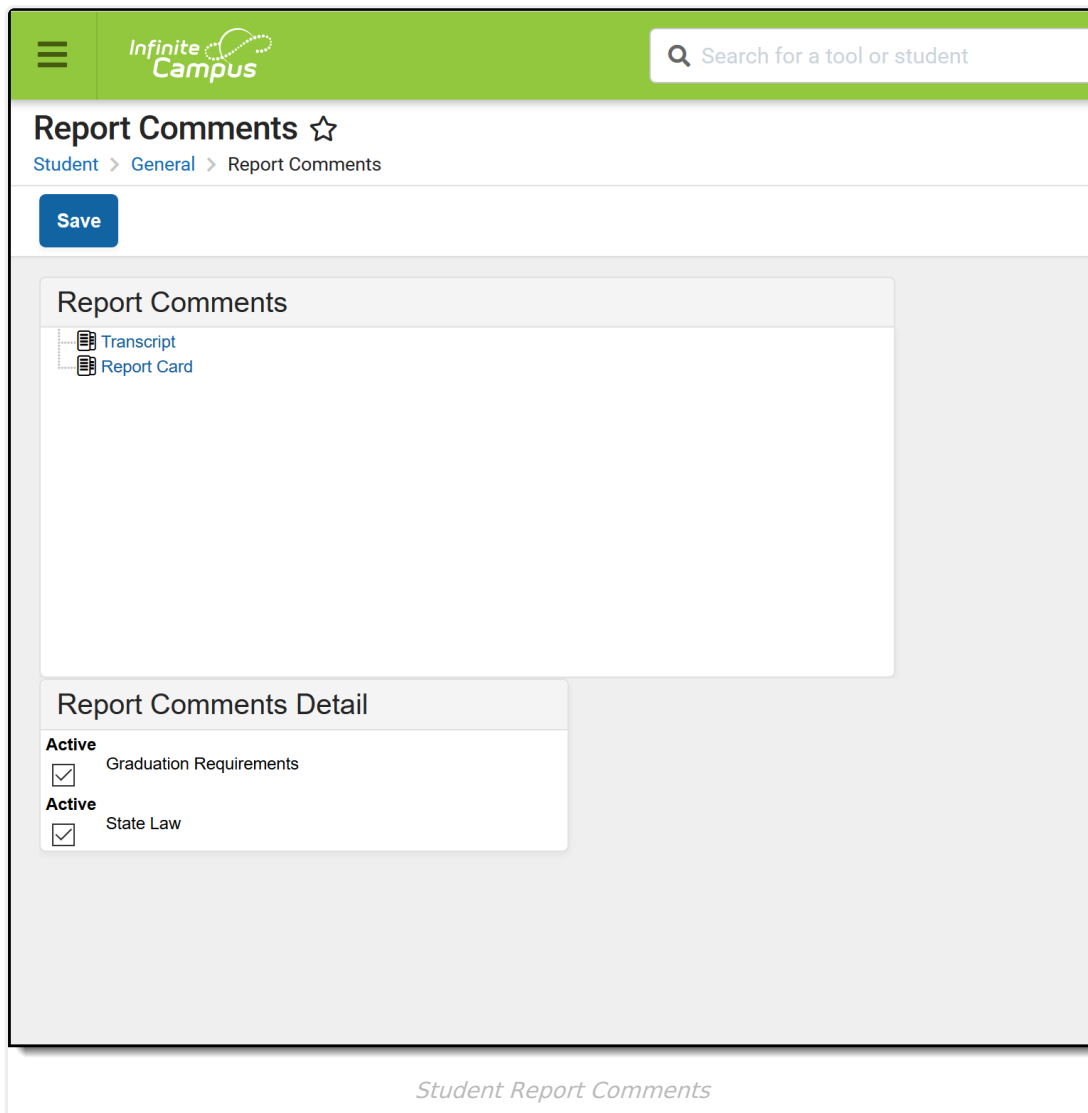 Infinite
Campus
Search for a tool or student
Report Comments
Student > General > Report Comments
Save
Report Comments
Transcript
Report Card
Report Comments Detail
Active
Graduation Requirements
Active
State Law
Student Report Comments